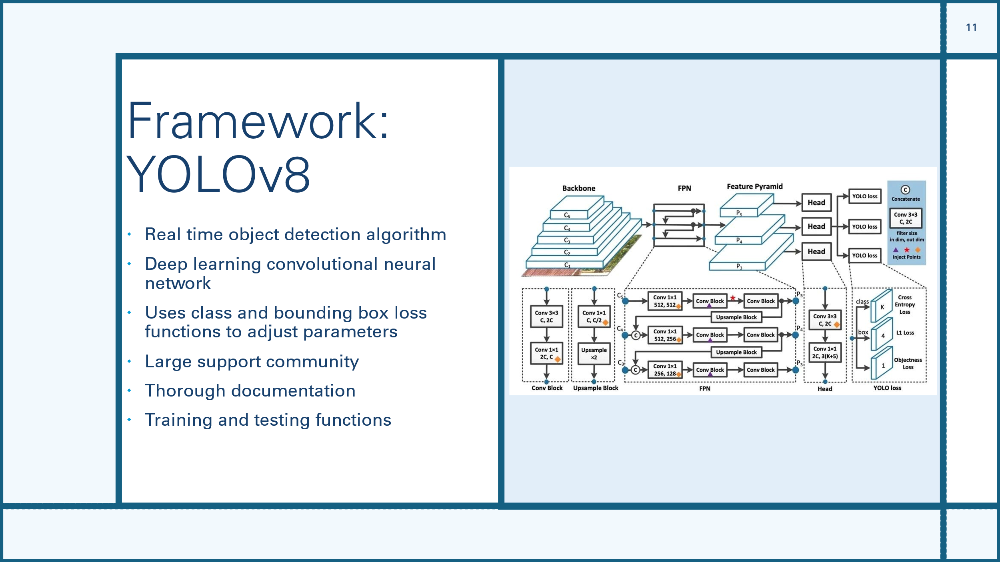 11
Framework:
YOLOv8
Real time object detection algorithm
Deep learning convolutional neural
network
Uses class and bounding box loss
functions to adjust parameters
Large support community
Thorough documentation
Training and testing functions
Backbone
FPN
Feature Pyramid
C5
C4
C3
C2
C1
P5
P4
P3
Head
Head
Head
YOLO loss
YOLO loss
YOLO loss
C
Concatenate
Conv 3×3
C, 2C
filter size
in dim, out dim
Inject Points
Conv 3×3
C, 2C
Conv 1×1
2C, C
Conv Block
Conv 1×1
C, C/2
Upsample
×2
Upsample Block
C5
Conv 1×1
512, 512
Conv Block
Conv Block
P5
Upsample Block
C4
C
Conv 1×1
512, 256
Conv Block
Conv Block
P4
Upsample Block
C3
C
Conv 1×1
256, 128
Conv Block
Conv Block
P3
FPN
Conv 3×3
C, 2C
Conv 1×1
2C, 3(K+5)
Head
class
K
Cross
Entropy
Loss
box
4
L1 Loss
1
Objectness
Loss
YOLO loss